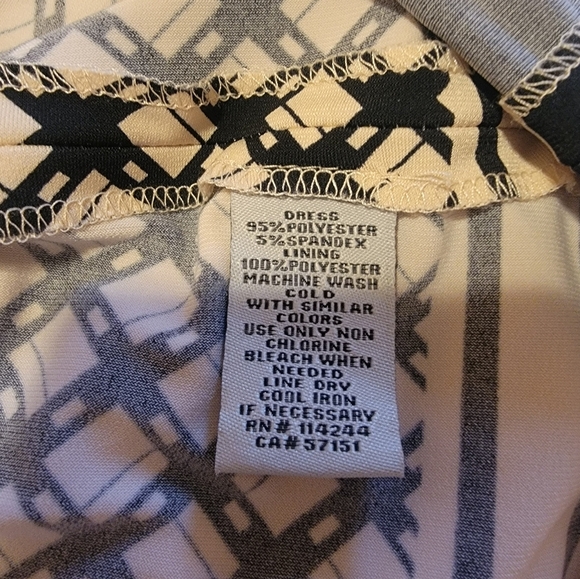 DRESS
95%POLYESTER
5%SPANDEX
LINING
100%POLYESTER
MACHINE WASH
COLD
WITH SIMILAR
COLORS
USE ONLY NON
CHLORINE
BLEACH WHEN
NEEDED
LINE DRY
COOL IRON
IF NECESSARY
RN# 114244
CA#57151